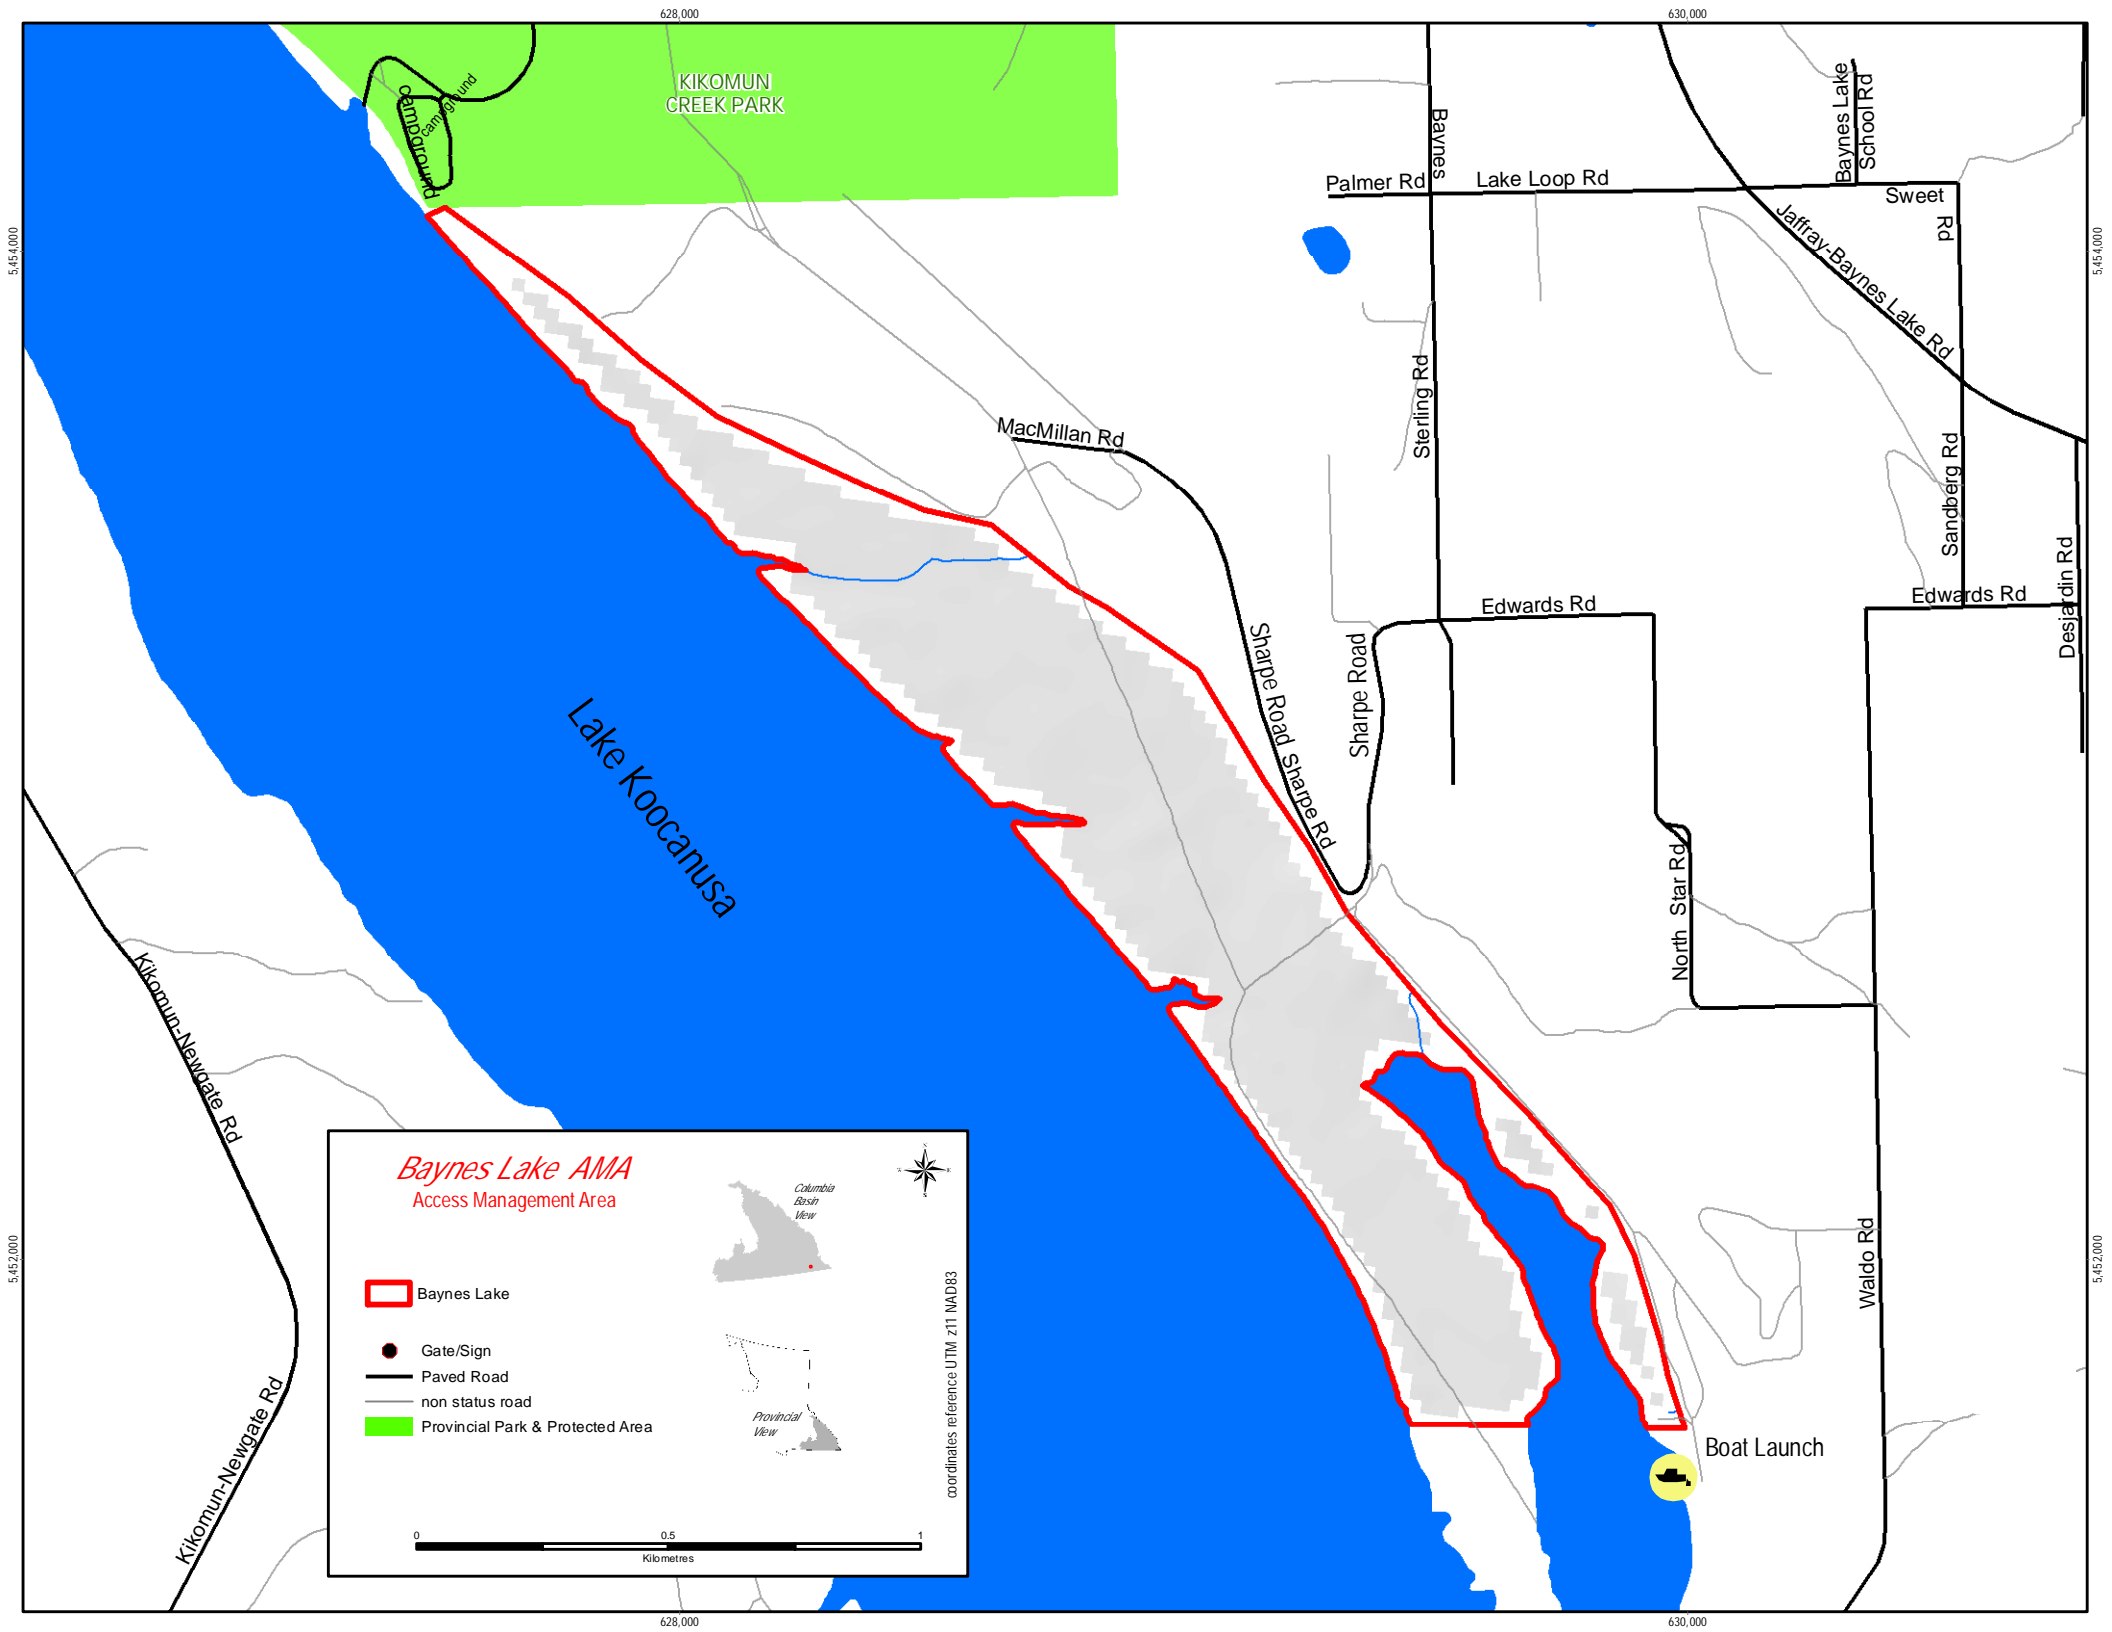 628,000
630,000
KIKOMUN
CREEK PARK
campground
campground
Baynes
Baynes Lake
School Rd
Palmer Rd
Lake Loop Rd
Sweet
Rd
Jaffray-Baynes Lake Rd
5,454,000
5,454,000
MacMillan Rd
Sterling Rd
Sandberg Rd
Desjardin Rd
Edwards Rd
Edwards Rd
Sharpe Road
Sharpe Road
Sharpe Rd
Lake Koocanusa
North Star Rd
Kikomun-Newgate Rd
Waldo Rd
5,452,000
5,452,000
Kikomun-Newgate Rd
Boat Launch
Baynes Lake AMA
Access Management Area
Columbia
Basin
View
Baynes Lake
Gate/Sign
Paved Road
non status road
Provincial Park & Protected Area
Provincial
View
coordinates reference UTM z11 NAD83
0
0.5
1
Kilometres
628,000
630,000